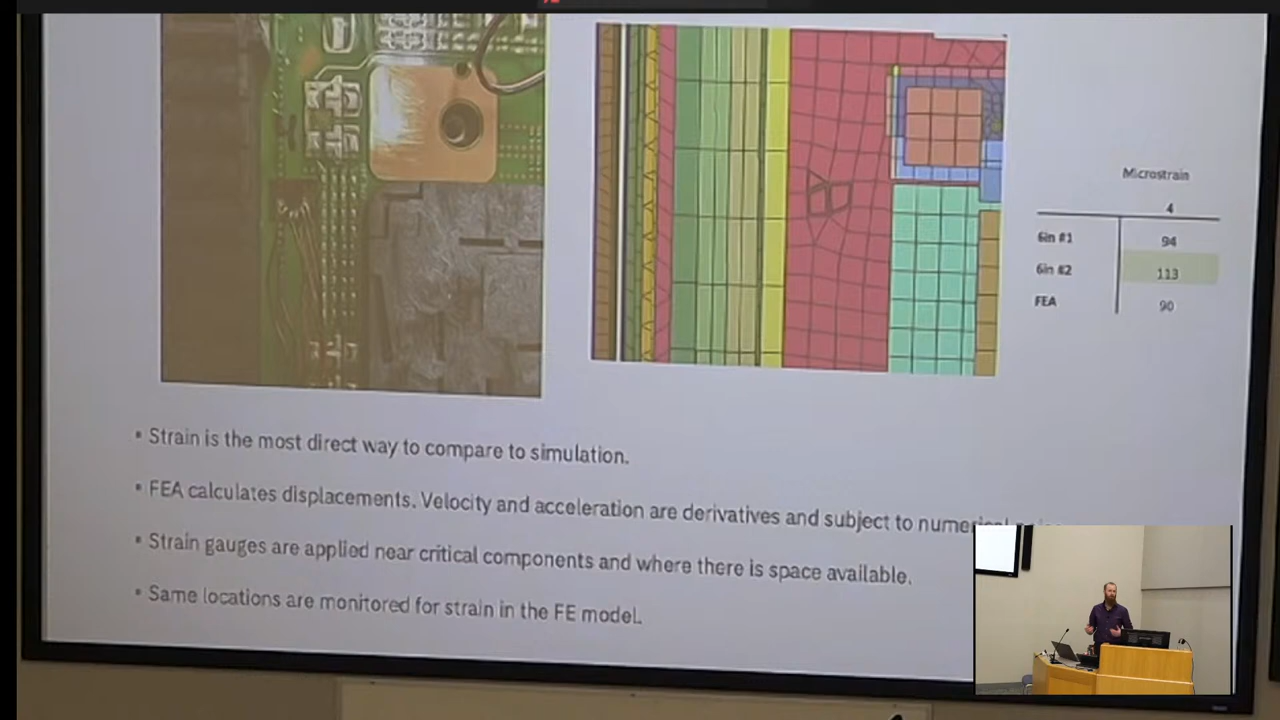 Microstrain
4
6in #1 94
6in #2 113
FEA 90
▪ Strain is the most direct way to compare to simulation.
▪ FEA calculates displacements. Velocity and acceleration are derivatives and subject to
▪ Strain gauges are applied near critical components and where there is space available.
▪ Same locations are monitored for strain in the FE model.